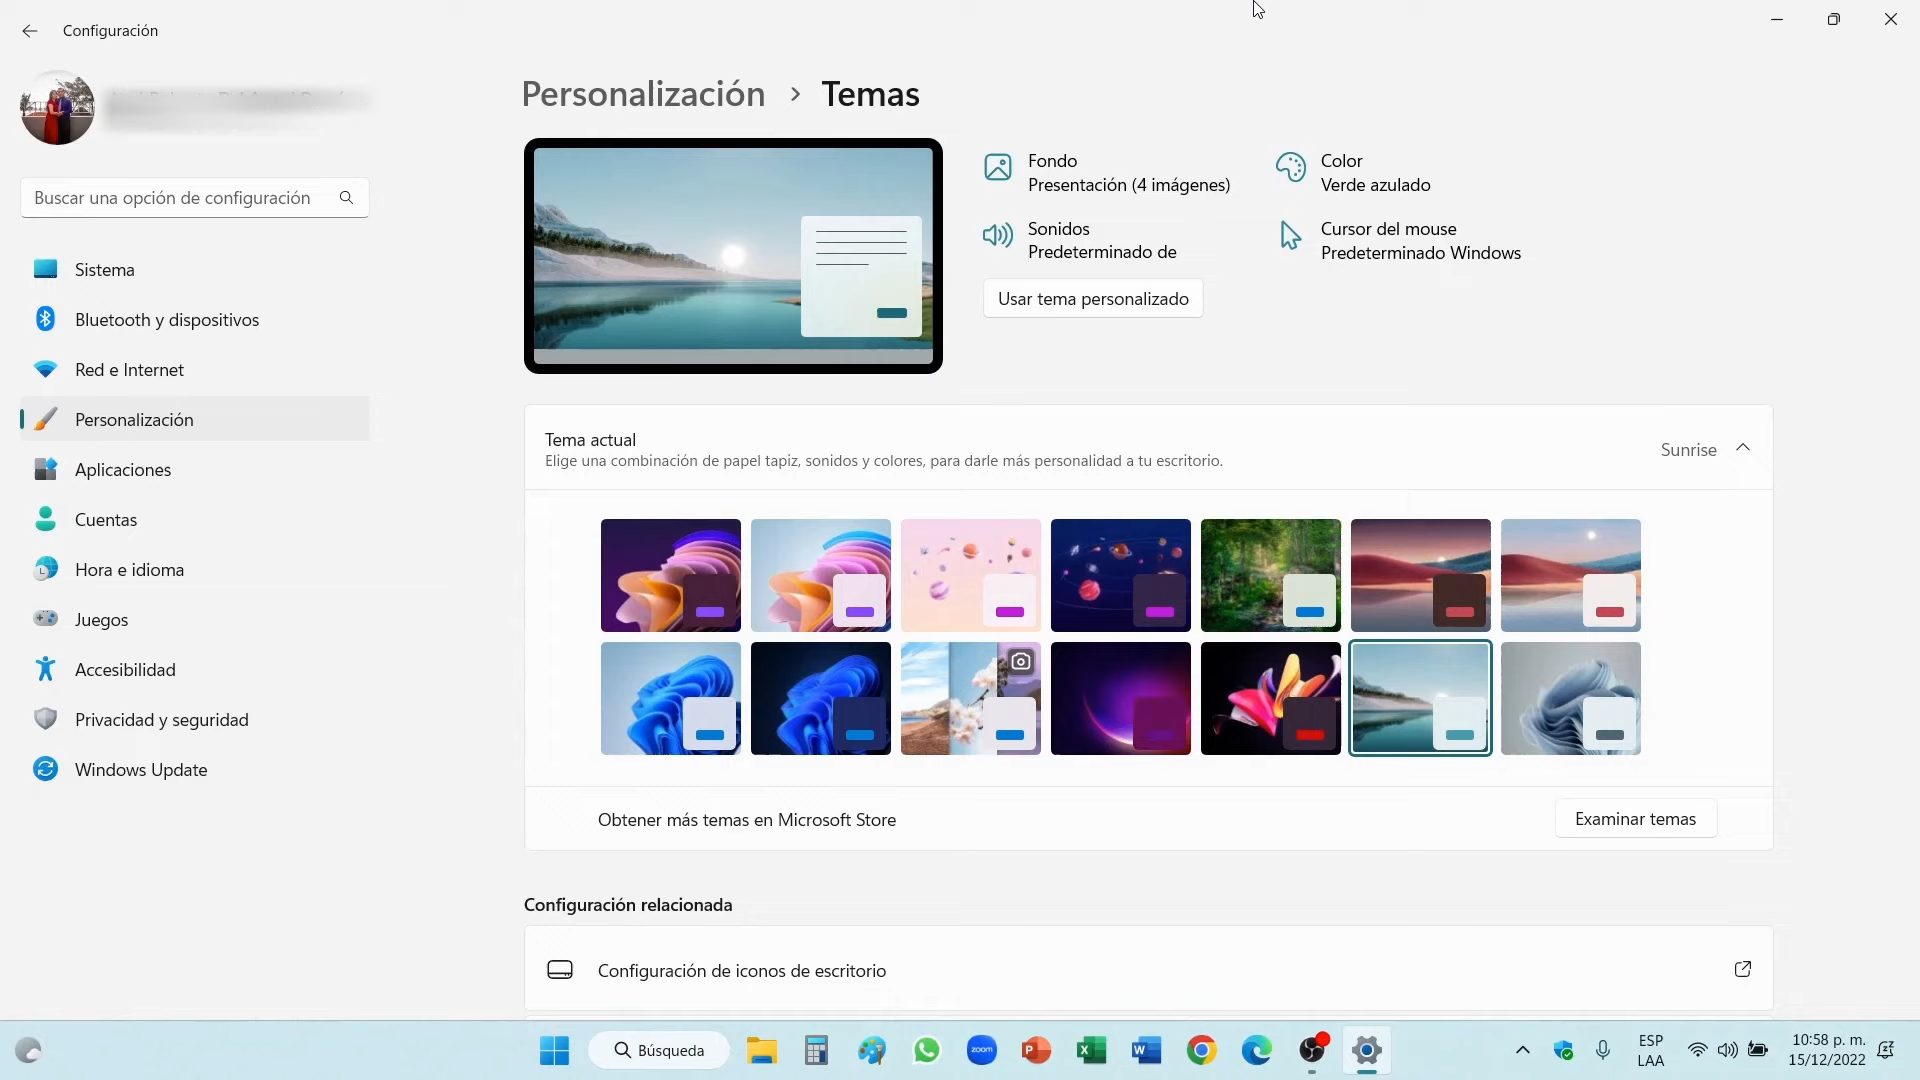 Configuración
Buscar una opción de configuración
Sistema
Bluetooth y dispositivos
Red e Internet
Personalización
Aplicaciones
Cuentas
Hora e idioma
Juegos
Accesibilidad
Privacidad y seguridad
Windows Update
Personalización > Temas
Fondo
Presentación (4 imágenes)
Color
Verde azulado
Sonidos
Predeterminado de
Cursor del mouse
Predeterminado Windows
Usar tema personalizado
Tema actual
Elige una combinación de papel tapiz, sonidos y colores, para darle más personalidad a tu escritorio.
Sunrise
Obtener más temas en Microsoft Store
Examinar temas
Configuración relacionada
Configuración de iconos de escritorio
Búsqueda
zoom
P
X
W
ESP
LAA
10:58 p. m.
15/12/2022